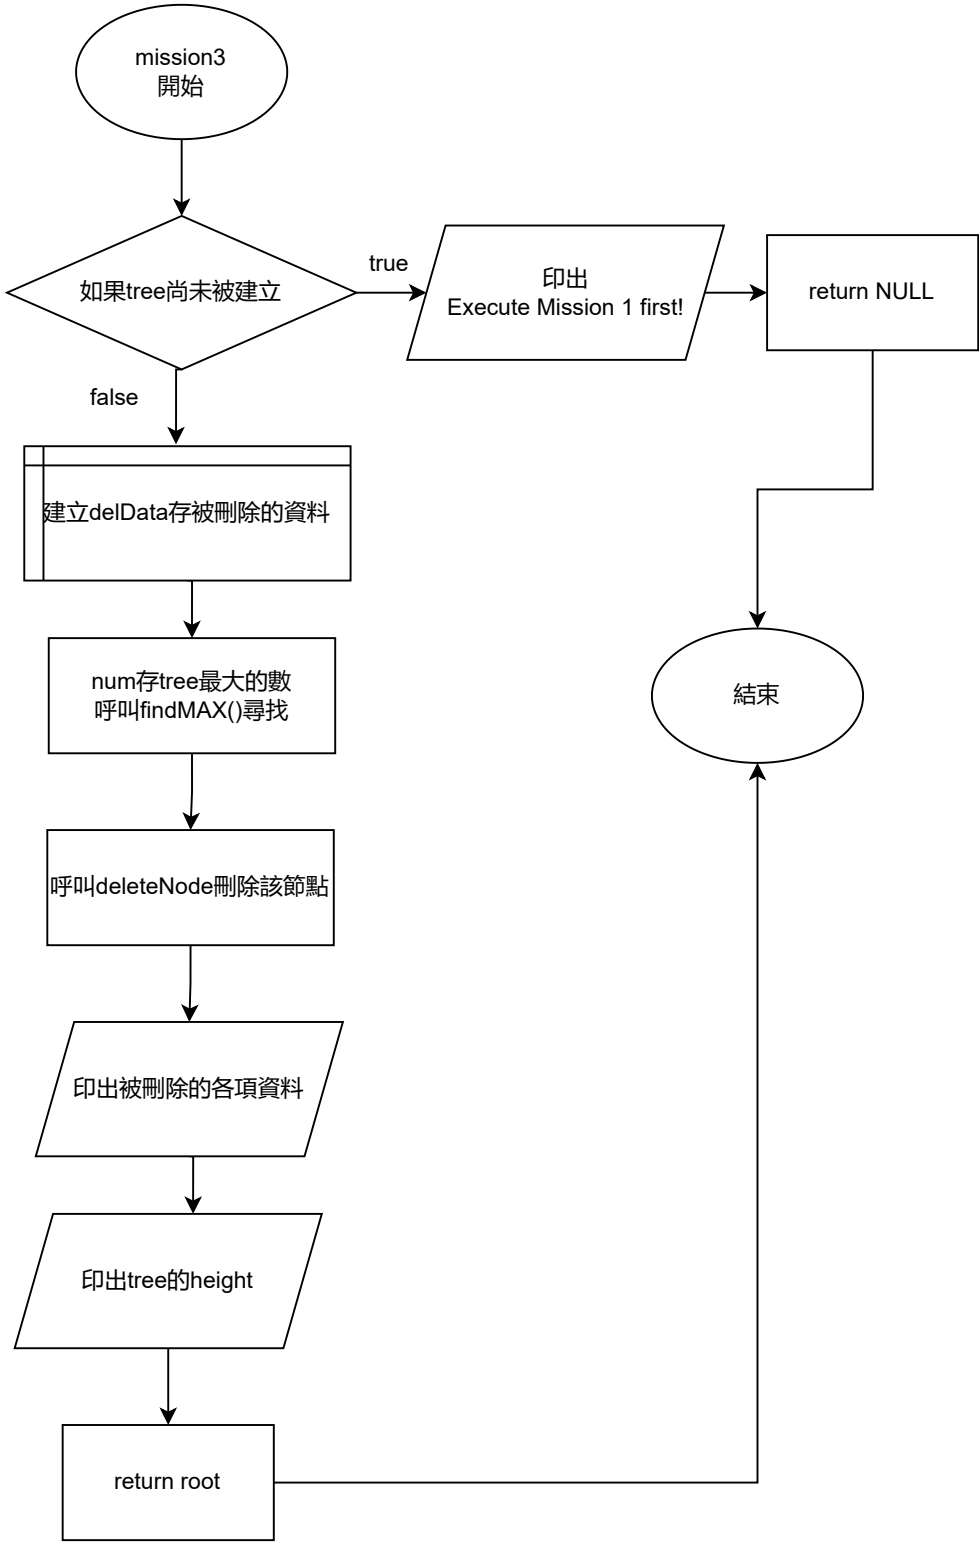 mission3
開始
如果tree尚未被建立
true
印出
Execute Mission 1 first!
return NULL
false
建立delData存被刪除的資料
num存tree最大的數
呼叫findMAX()尋找
結束
呼叫deleteNode刪除該節點
印出被刪除的各項資料
印出tree的height
return root